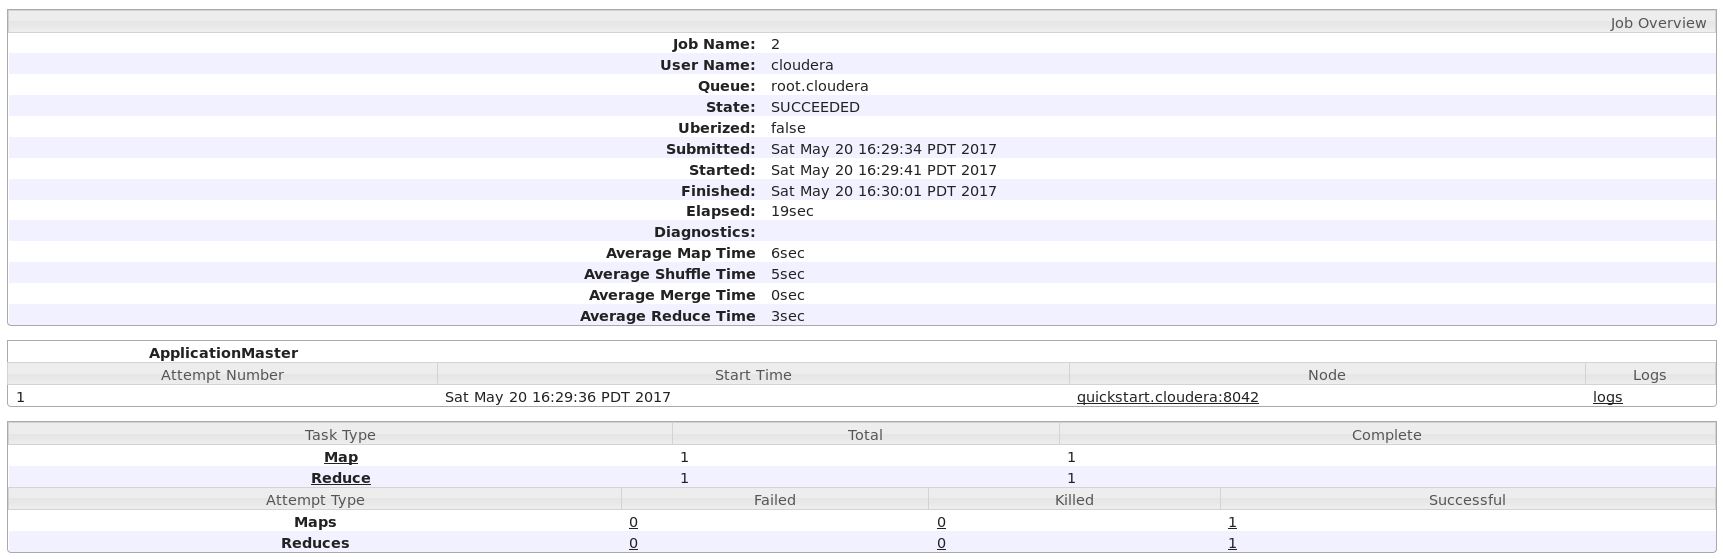 Job Overview
Job Name: 2
User Name: cloudera
Queue: root.cloudera
State: SUCCEEDED
Uberized: false
Submitted: Sat May 20 16:29:34 PDT 2017
Started: Sat May 20 16:29:41 PDT 2017
Finished: Sat May 20 16:30:01 PDT 2017
Elapsed: 19sec
Diagnostics:
Average Map Time 6sec
Average Shuffle Time 5sec
Average Merge Time 0sec
Average Reduce Time 3sec
ApplicationMaster
Attempt Number Start Time Node Logs
1 Sat May 20 16:29:36 PDT 2017 quickstart.cloudera:8042 logs
Task Type Total Complete
Map 1 1
Reduce 1 1
Attempt Type Failed Killed Successful
Maps 0 0 1
Reduces 0 0 1